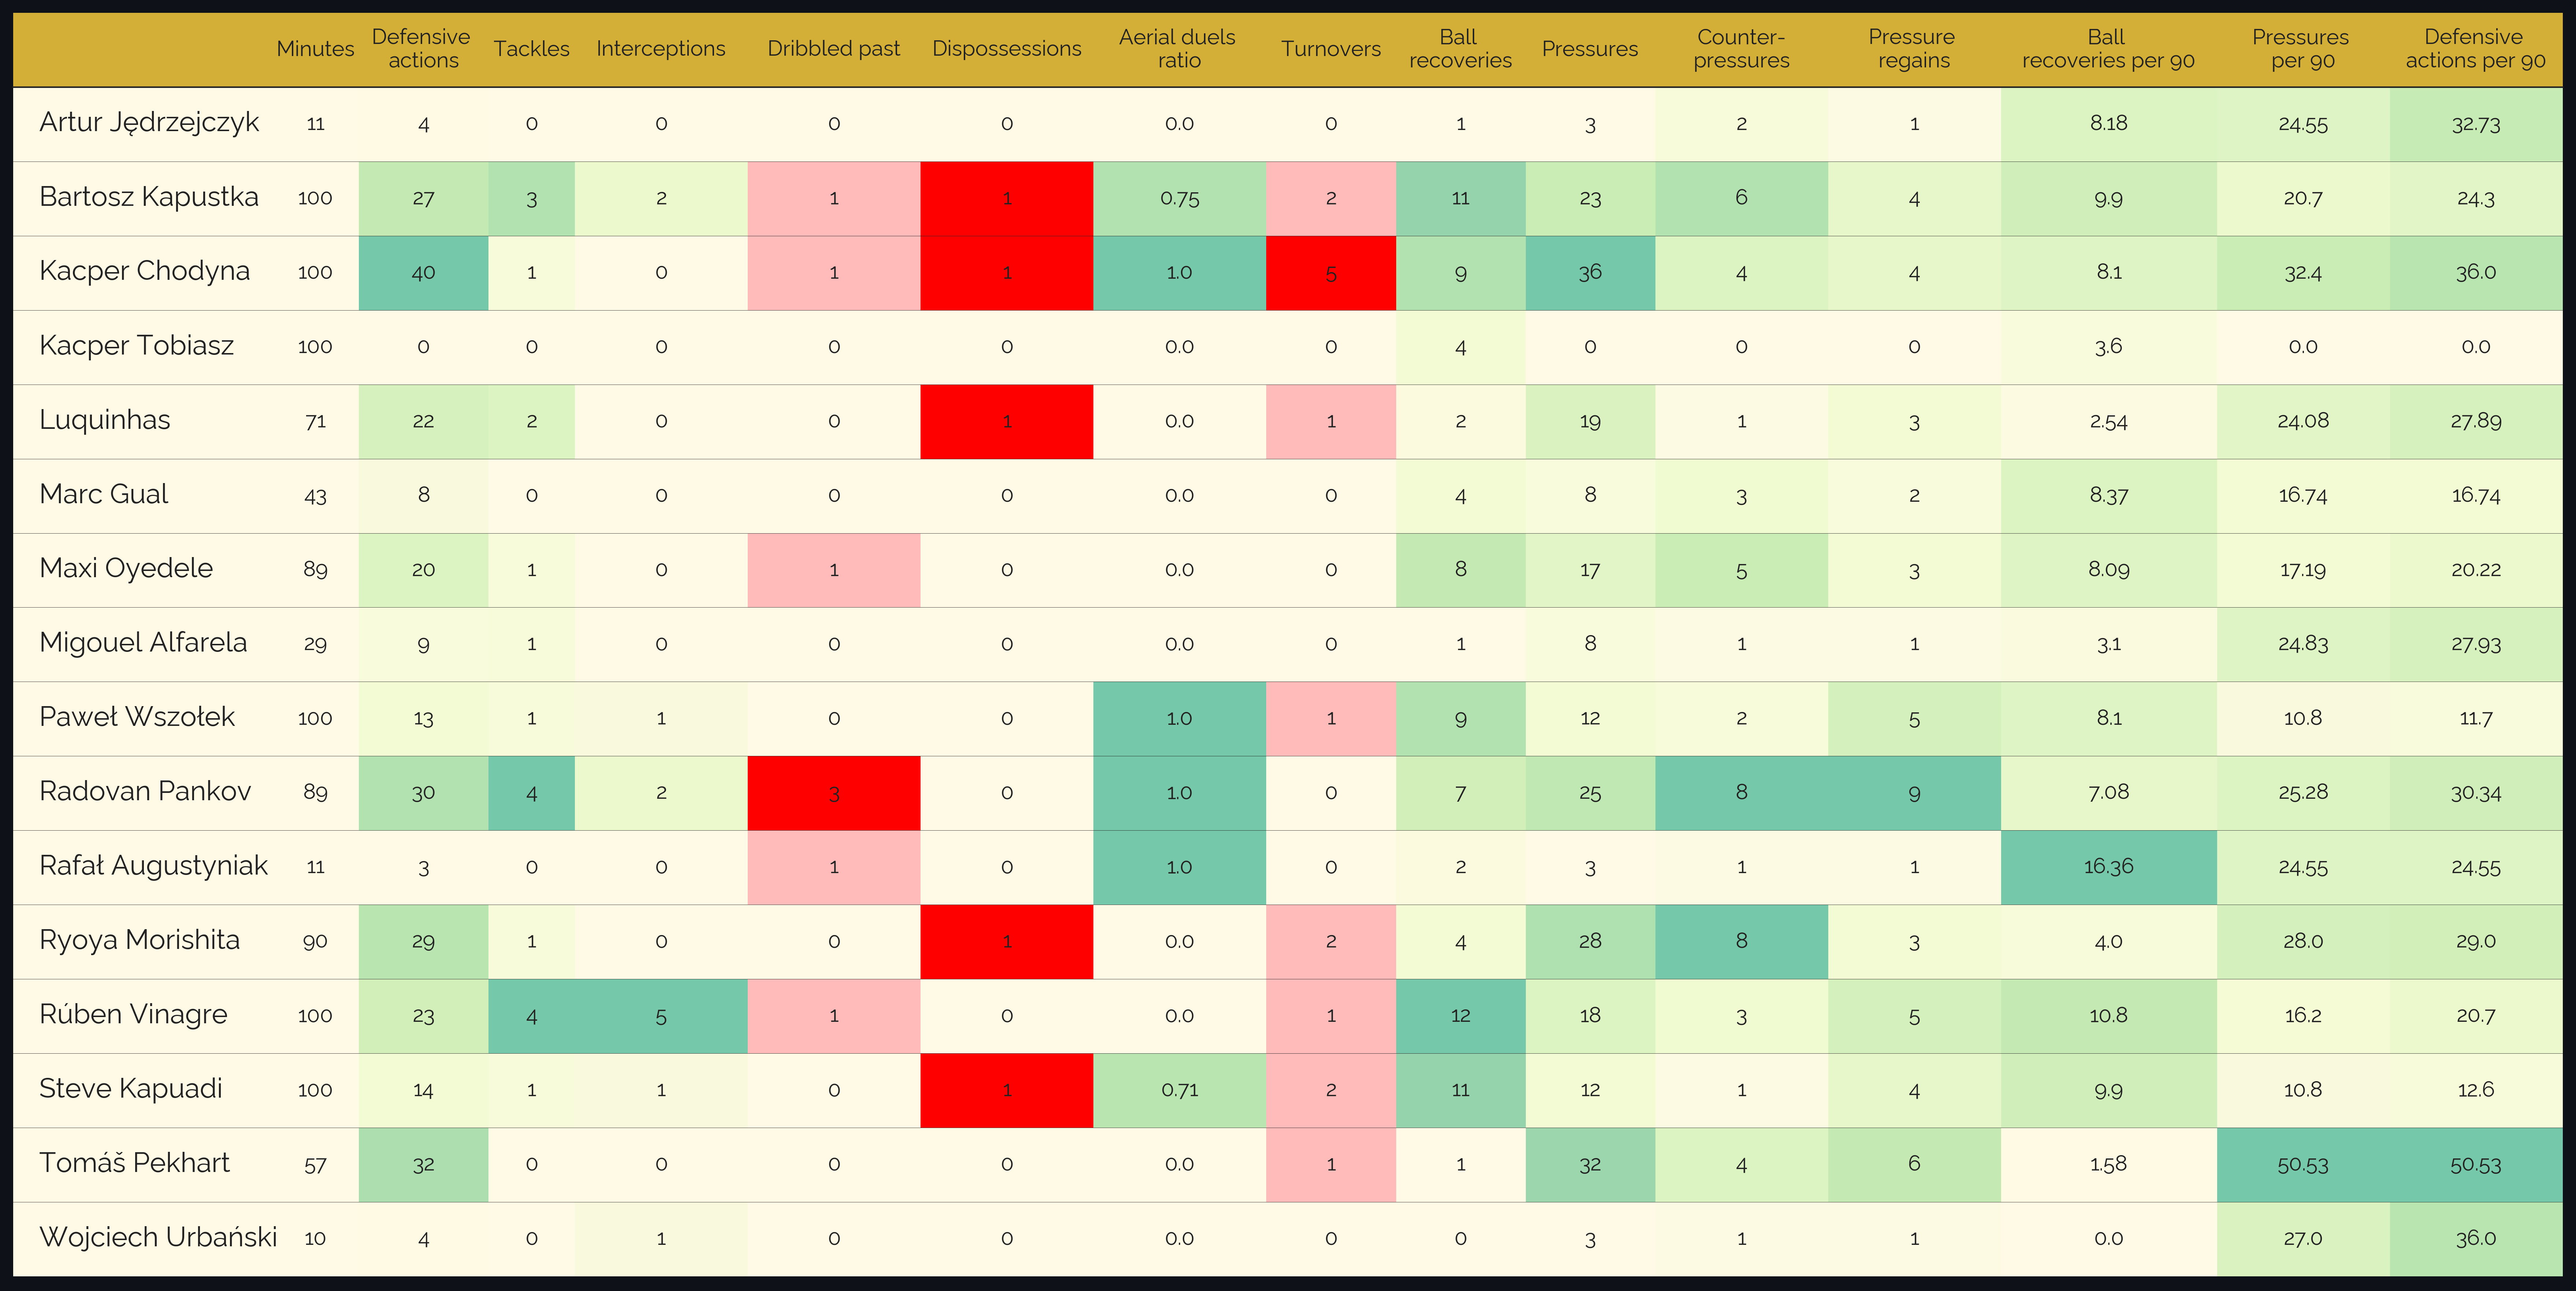 Minutes Defensive actions Tackles Interceptions Dribbled past Dispossessions Aerial duels ratio Turnovers Ball recoveries Pressures Counter-pressures Pressure regains Ball recoveries per 90 Pressures per 90 Defensive actions per 90
Artur Jędrzejczyk 11 4 0 0 0 0 0.0 0 1 3 2 1 8.18 24.55 32.73
Bartosz Kapustka 100 27 3 2 1 1 0.75 2 11 23 6 4 9.9 20.7 24.3
Kacper Chodyna 100 40 1 0 1 1 1.0 5 9 36 4 4 8.1 32.4 36.0
Kacper Tobiasz 100 0 0 0 0 0 0.0 0 4 0 0 0 3.6 0.0 0.0
Luquinhas 71 22 2 0 0 1 0.0 1 2 19 1 3 2.54 24.08 27.89
Marc Gual 43 8 0 0 0 0 0.0 0 4 8 3 2 8.37 16.74 16.74
Maxi Oyedele 89 20 1 0 1 0 0.0 0 8 17 5 3 8.09 17.19 20.22
Migouel Alfarela 29 9 1 0 0 0 0.0 0 1 8 1 1 3.1 24.83 27.93
Paweł Wszołek 100 13 1 1 0 0 1.0 1 9 12 2 5 8.1 10.8 11.7
Radovan Pankov 89 30 4 2 3 0 1.0 0 7 25 8 9 7.08 25.28 30.34
Rafał Augustyniak 11 3 0 0 1 0 1.0 0 2 3 1 1 16.36 24.55 24.55
Ryoya Morishita 90 29 1 0 0 1 0.0 2 4 28 8 3 4.0 28.0 29.0
Rúben Vinagre 100 23 4 5 1 0 0.0 1 12 18 3 5 10.8 16.2 20.7
Steve Kapuadi 100 14 1 1 0 1 0.71 2 11 12 1 4 9.9 10.8 12.6
Tomáš Pekhart 57 32 0 0 0 0 0.0 1 1 32 4 6 1.58 50.53 50.53
Wojciech Urbański 10 4 0 1 0 0 0.0 0 0 3 1 1 0.0 27.0 36.0